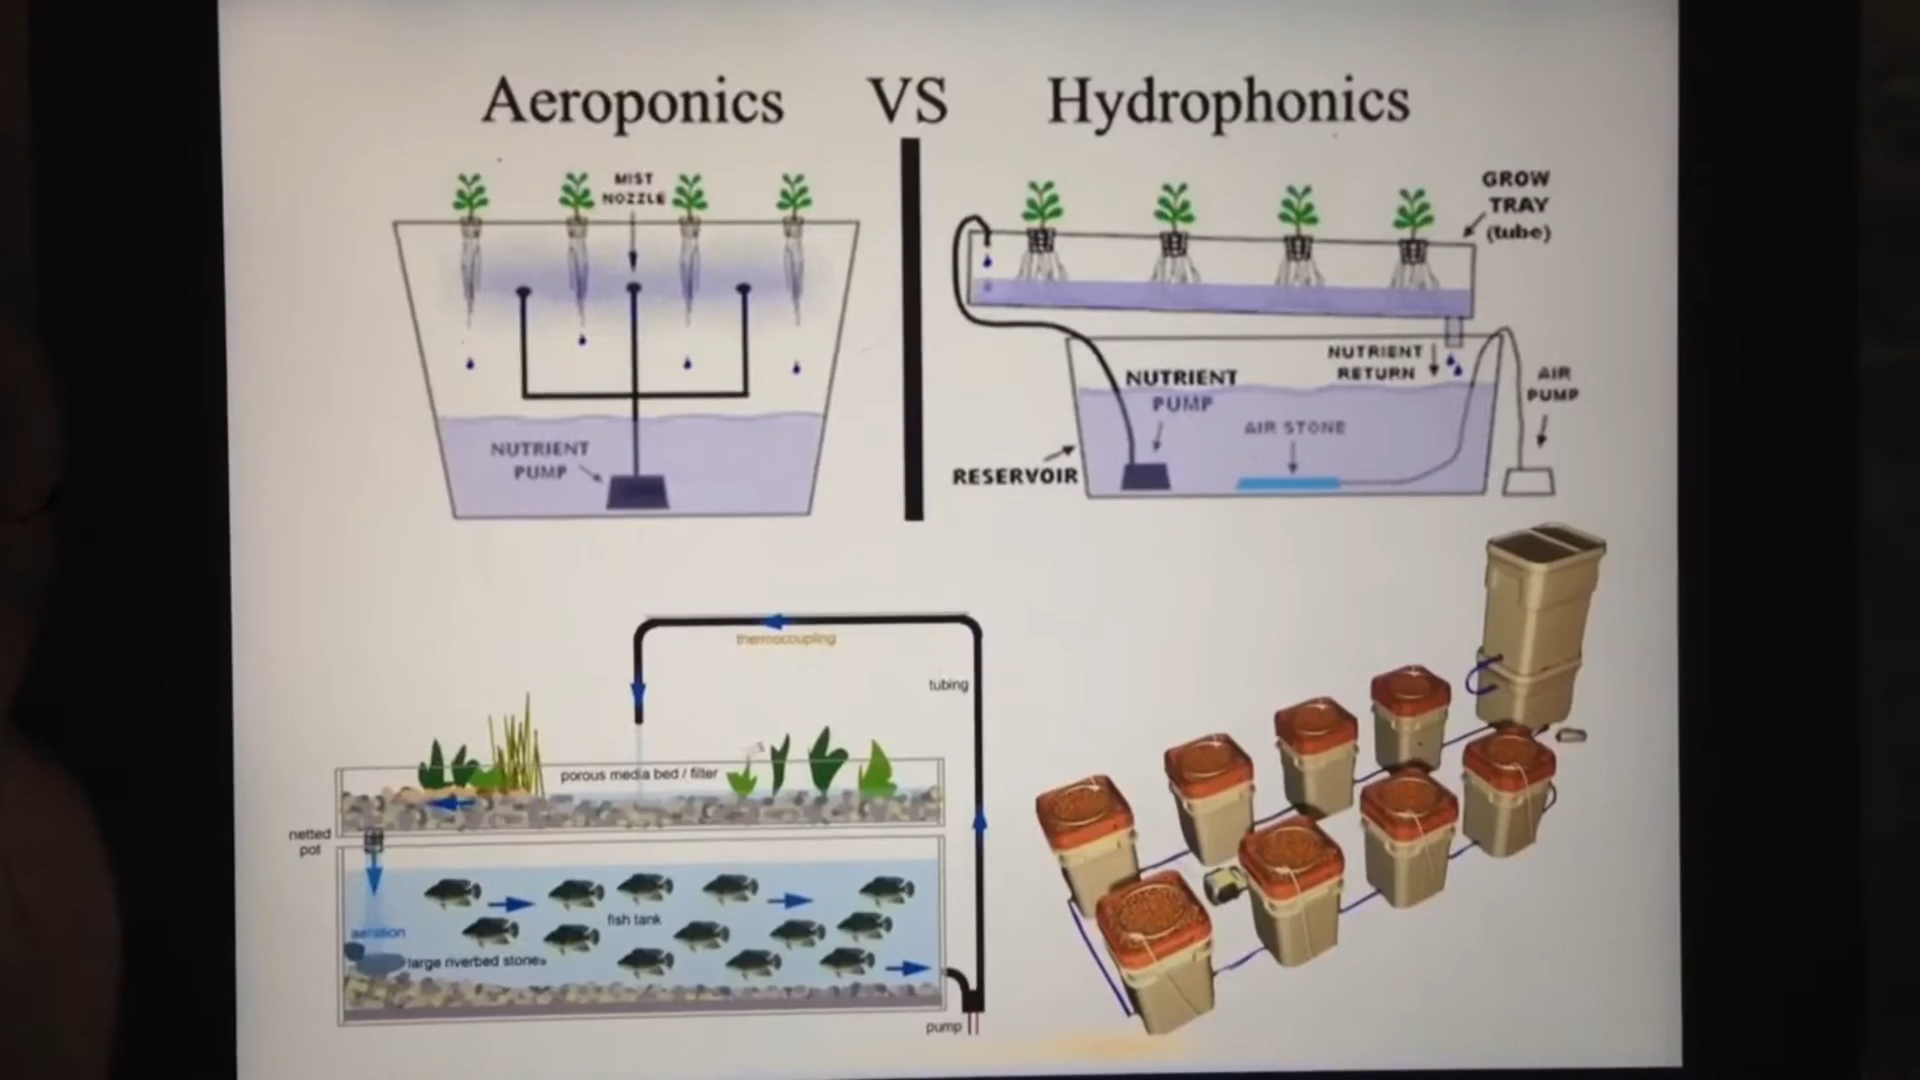 Aeroponics VS Hydrophonics
MIST
NOZZLE
NUTRIENT
PUMP
GROW
TRAY
(tube)
NUTRIENT
RETURN
AIR
PUMP
NUTRIENT
PUMP
AIR STONE
RESERVOIR
thermocoupling
tubing
porous media bed / filter
netted
pot
fish tank
aeration
large riverbed stones
pump